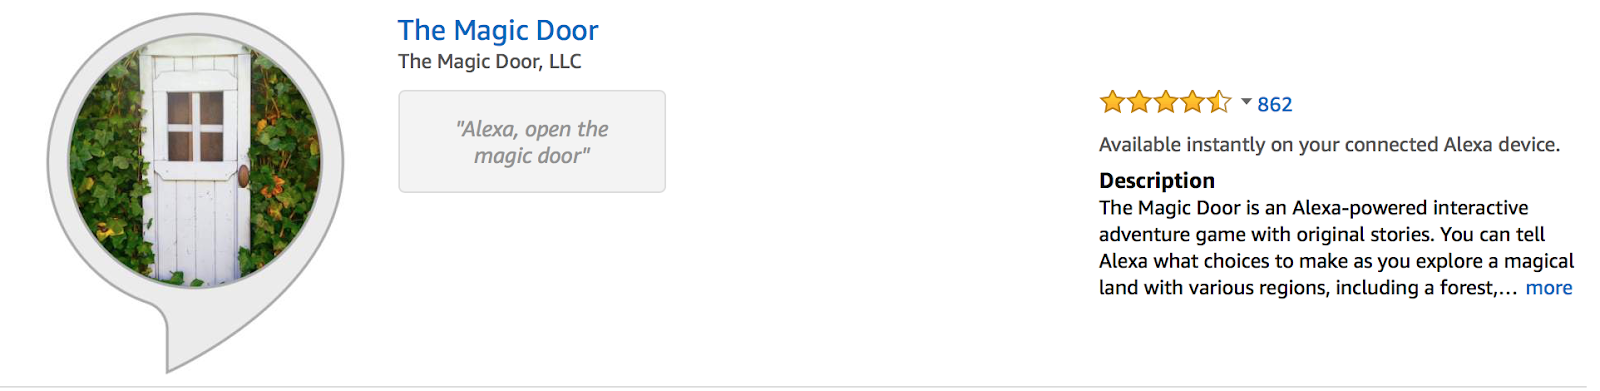 The Magic Door
The Magic Door, LLC
"Alexa, open the
magic door"
862
Available instantly on your connected Alexa device.
Description
The Magic Door is an Alexa-powered interactive
adventure game with original stories. You can tell
Alexa what choices to make as you explore a magical
land with various regions, including a forest,... more